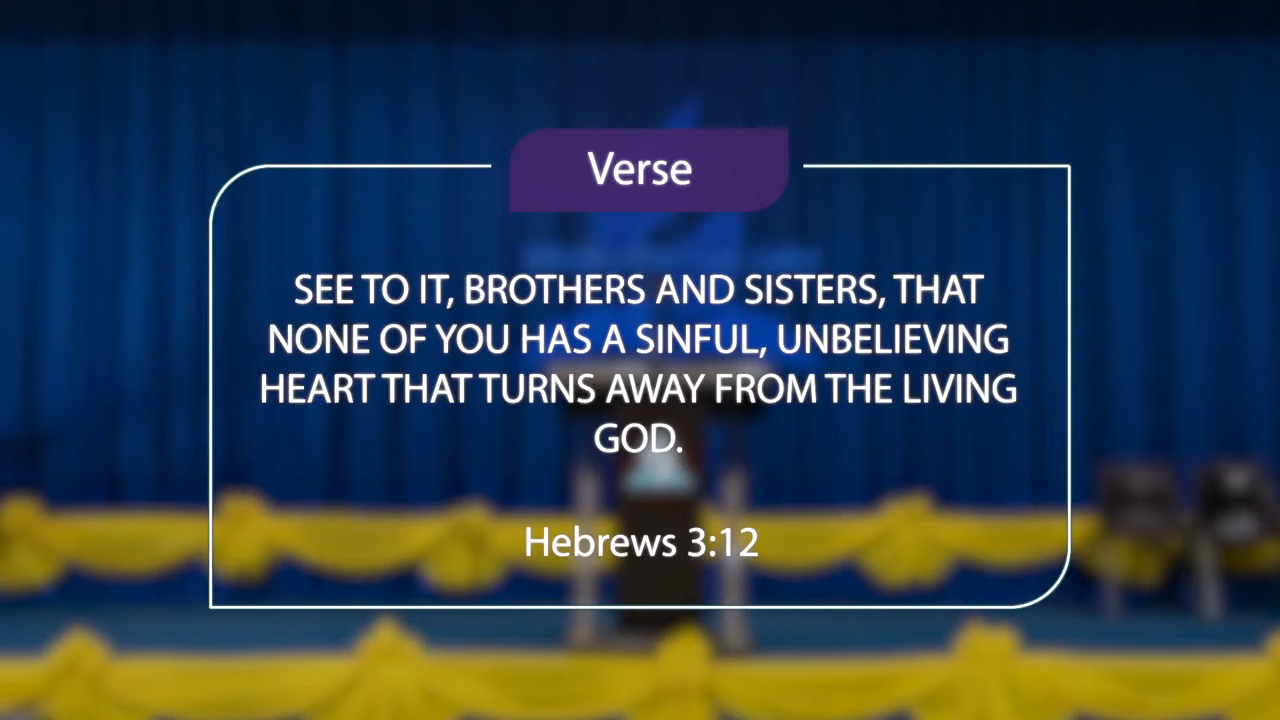 Verse
SEE TO IT, BROTHERS AND SISTERS, THAT
NONE OF YOU HAS A SINFUL, UNBELIEVING
HEART THAT TURNS AWAY FROM THE LIVING
GOD.
Hebrews 3:12